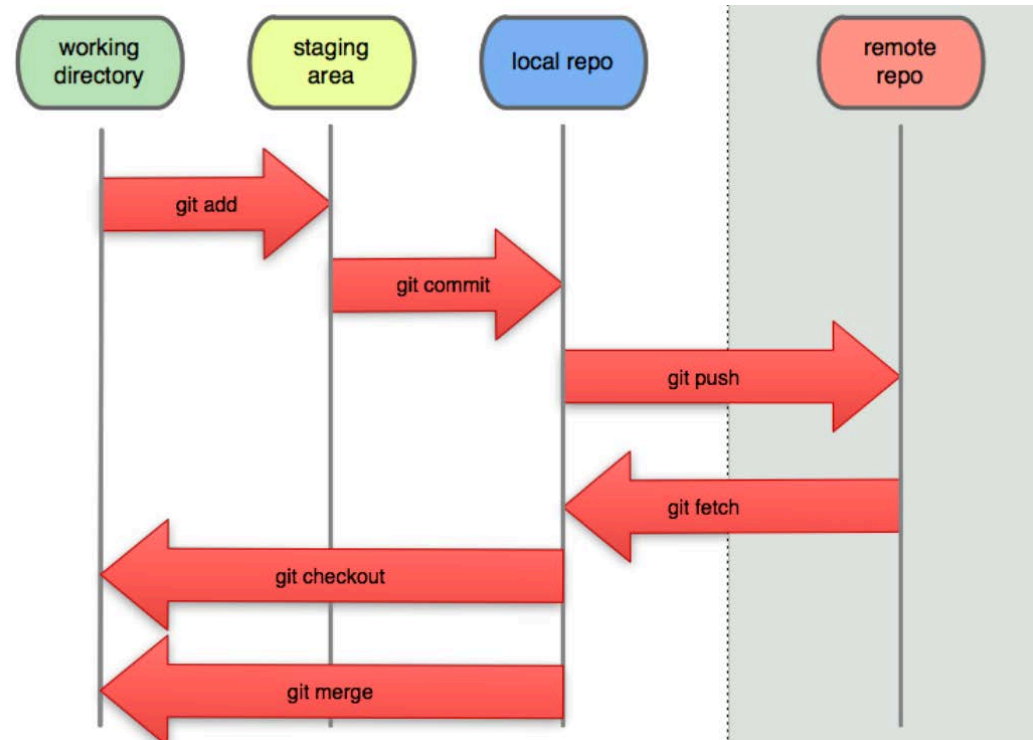 working
directory
staging
area
local repo
remote
repo
git add
git commit
git push
git fetch
git checkout
git merge